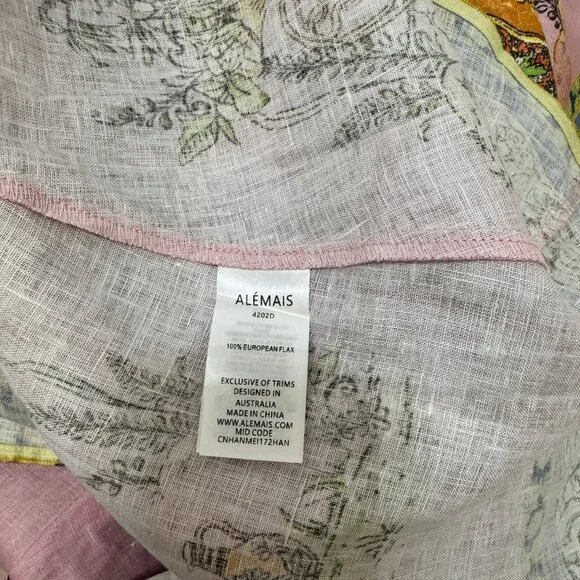 ALÉMAIS
4202D
100% EUROPEAN FLAX
EXCLUSIVE OF TRIMS
DESIGNED IN
AUSTRALIA
MADE IN CHINA
WWW.ALEMAIS.COM
MID CODE
CNHANMEI172HAN